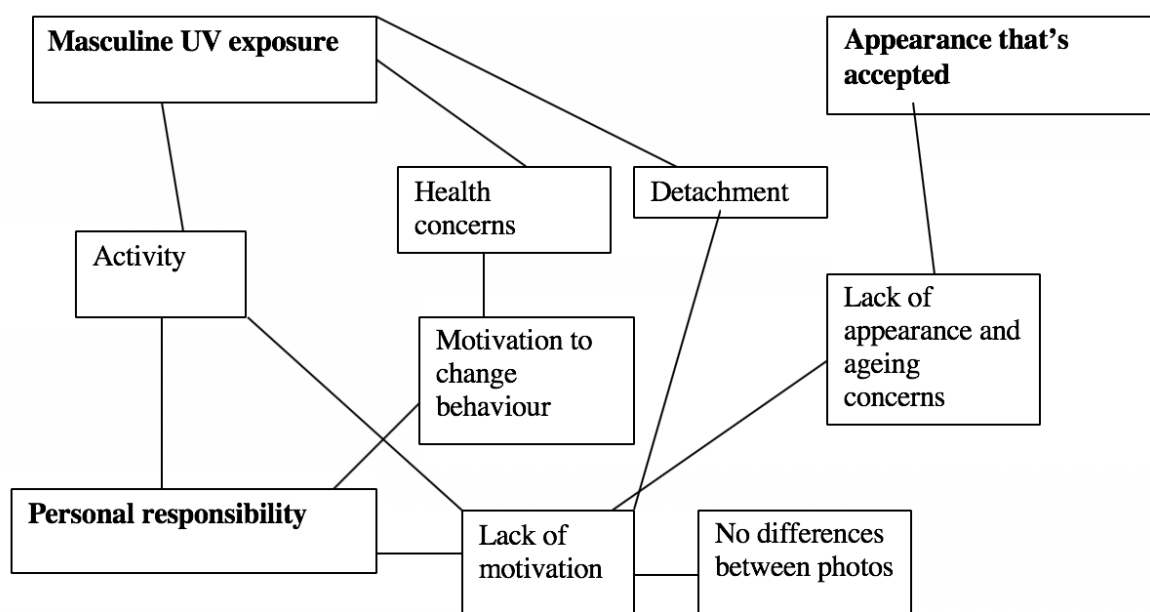 Masculine UV exposure
Appearance that’s
accepted
Health
concerns
Detachment
Activity
Lack of
appearance and
ageing
concerns
Motivation to
change
behaviour
Personal responsibility
Lack of
motivation
No differences
between photos